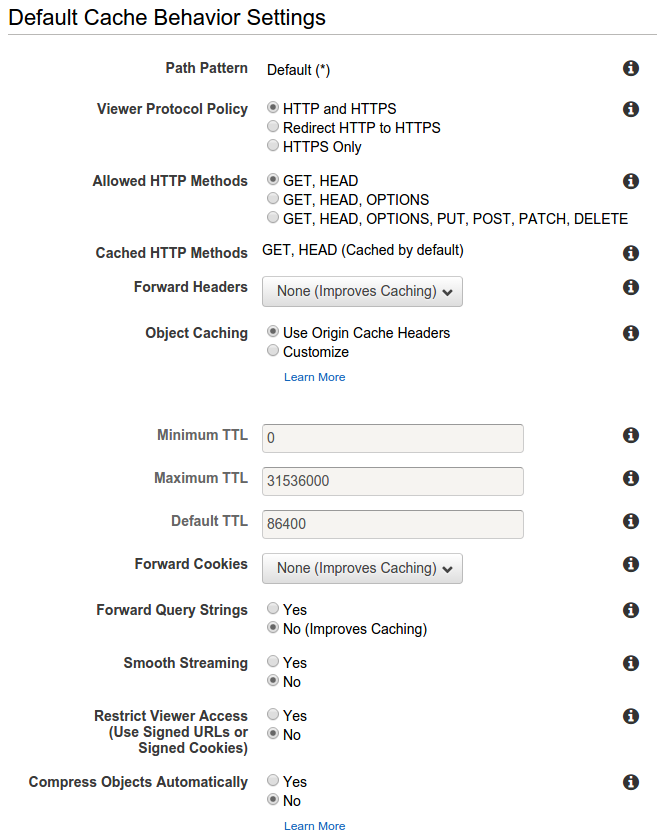 Default Cache Behavior Settings
Path Pattern Default (*)
Viewer Protocol Policy HTTP and HTTPS
Redirect HTTP to HTTPS
HTTPS Only
Allowed HTTP Methods GET, HEAD
GET, HEAD, OPTIONS
GET, HEAD, OPTIONS, PUT, POST, PATCH, DELETE
Cached HTTP Methods GET, HEAD (Cached by default)
Forward Headers None (Improves Caching)
Object Caching Use Origin Cache Headers
Customize
Learn More
Minimum TTL 0
Maximum TTL 31536000
Default TTL 86400
Forward Cookies None (Improves Caching)
Forward Query Strings Yes
No (Improves Caching)
Smooth Streaming Yes
No
Restrict Viewer Access Yes
(Use Signed URLs or No
Signed Cookies)
Compress Objects Automatically Yes
No
Learn More